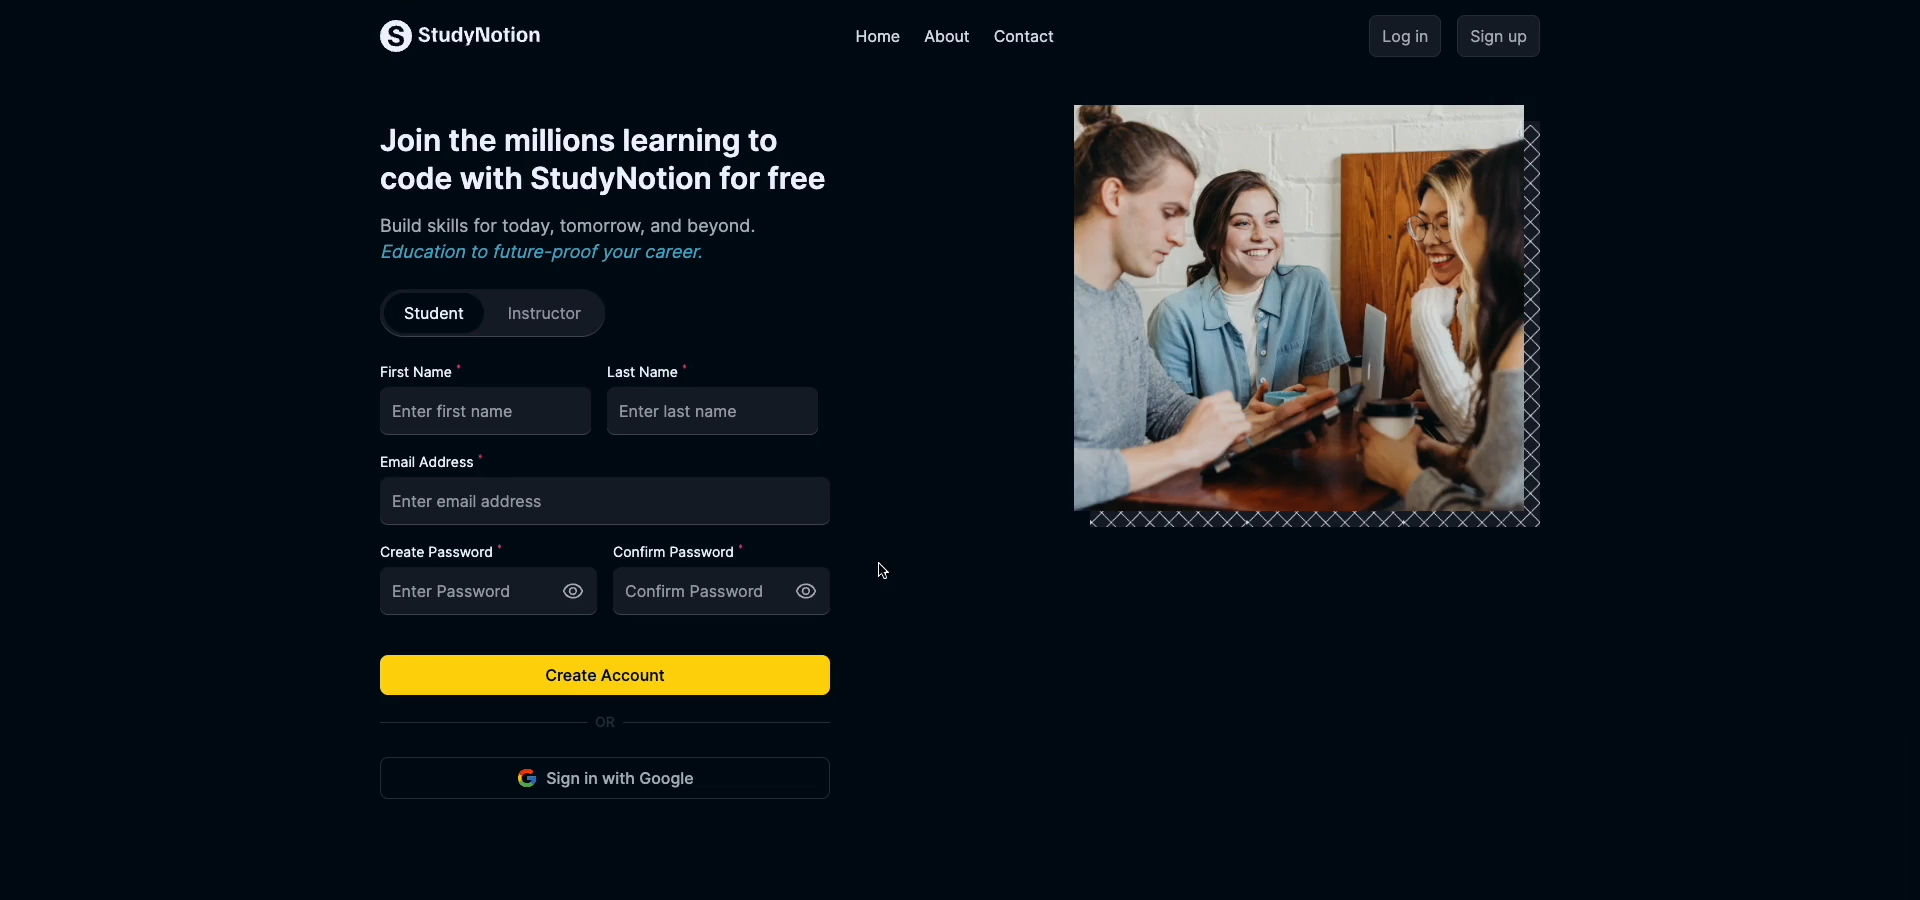 StudyNotion
Home About Contact
Log in Sign up
Join the millions learning to
code with StudyNotion for free
Build skills for today, tomorrow, and beyond.
Education to future-proof your career.
Student Instructor
First Name * Last Name *
Enter first name Enter last name
Email Address *
Enter email address
Create Password * Confirm Password *
Enter Password Confirm Password
Create Account
OR
Sign in with Google